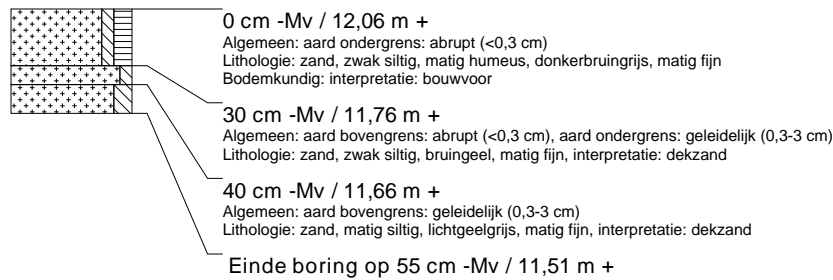 0 cm -Mv / 12,06 m +
Algemeen: aard ondergrens: abrupt (<0,3 cm)
Lithologie: zand, zwak siltig, matig humeus, donkerbruingrijs, matig fijn
Bodemkundig: interpretatie: bouwvoor
30 cm -Mv / 11,76 m +
Algemeen: aard bovengrens: abrupt (<0,3 cm), aard ondergrens: geleidelijk (0,3-3 cm)
Lithologie: zand, zwak siltig, bruingeel, matig fijn, interpretatie: dekzand
40 cm -Mv / 11,66 m +
Algemeen: aard bovengrens: geleidelijk (0,3-3 cm)
Lithologie: zand, matig siltig, lichtgeelgrijs, matig fijn, interpretatie: dekzand
Einde boring op 55 cm -Mv / 11,51 m +